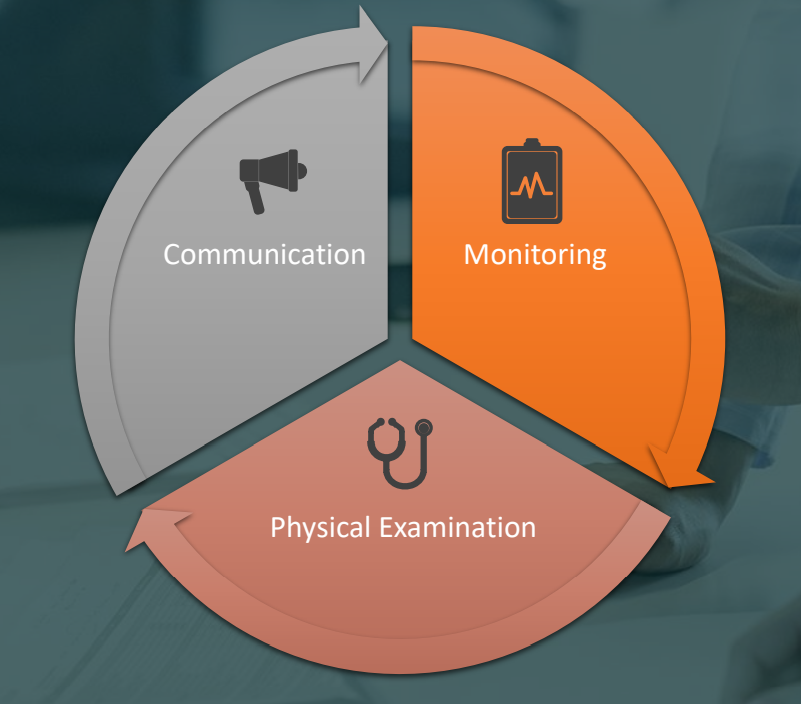 Communication
Monitoring
Physical Examination